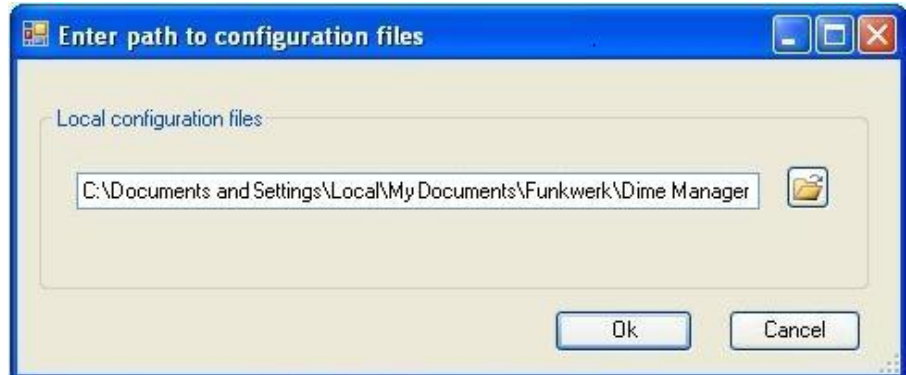 Enter path to configuration files
Local configuration files
C:\Documents and Settings\Local\My Documents\Funkwerk\Dime Manager
Ok
Cancel